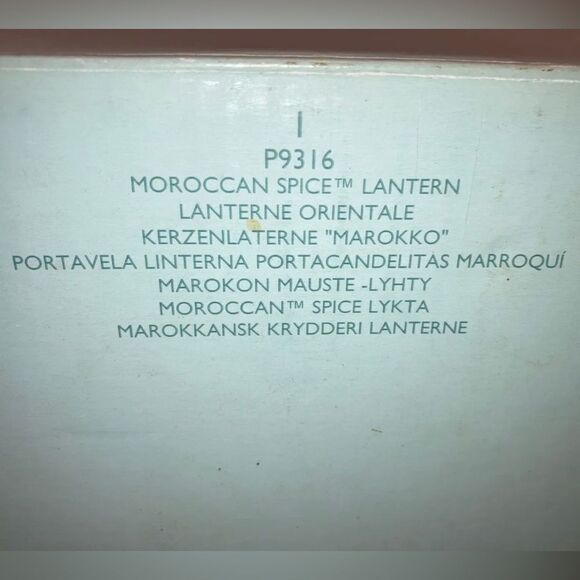 1
P9316
MOROCCAN SPICE™ LANTERN
LANTERNE ORIENTALE
KERZENLATERNE "MAROKKO"
PORTAVELA LINTERNA PORTACANDELITAS MARROQUÍ
MAROKON MAUSTE -LYHTY
MOROCCAN™ SPICE LYKTA
MAROKKANSK KRYDDERI LANTERNE